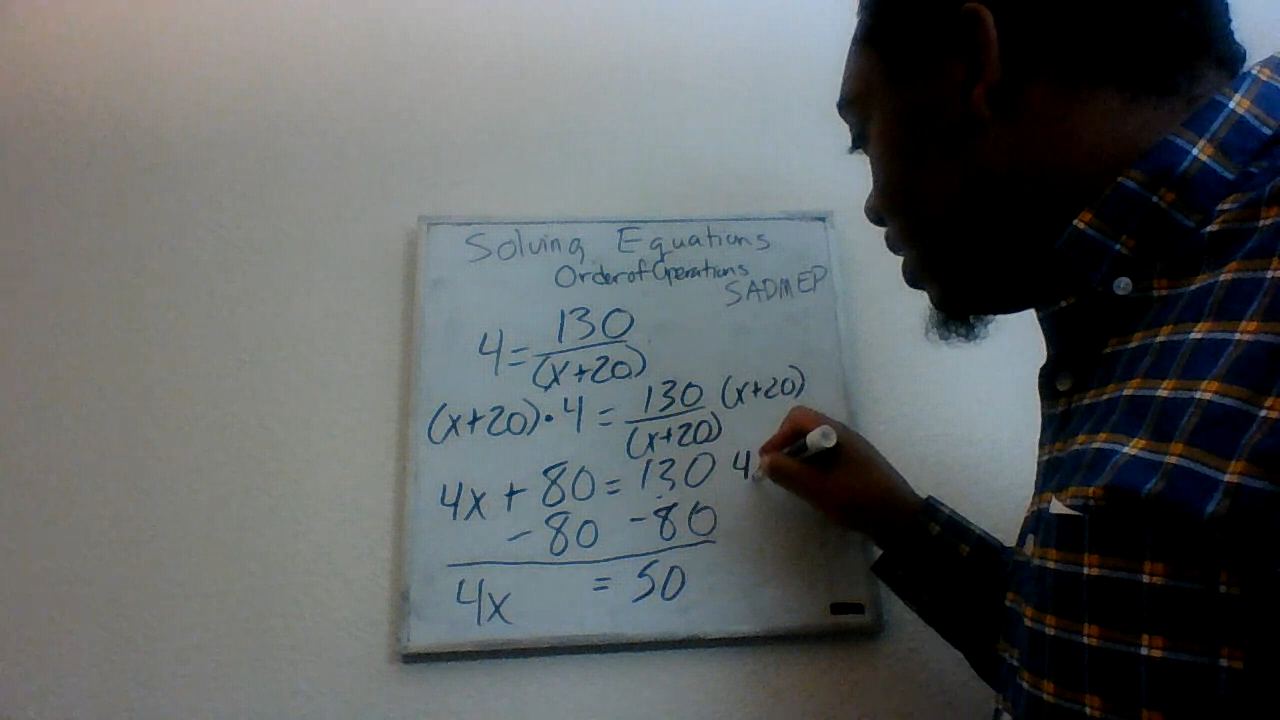 Solving Equations
Order of Operations
SADMEP
4 = 130/(x+20)
(x+20)·4 = 130/(x+20) (x+20)
4x + 80 = 130 4
-80 -80
4x = 50